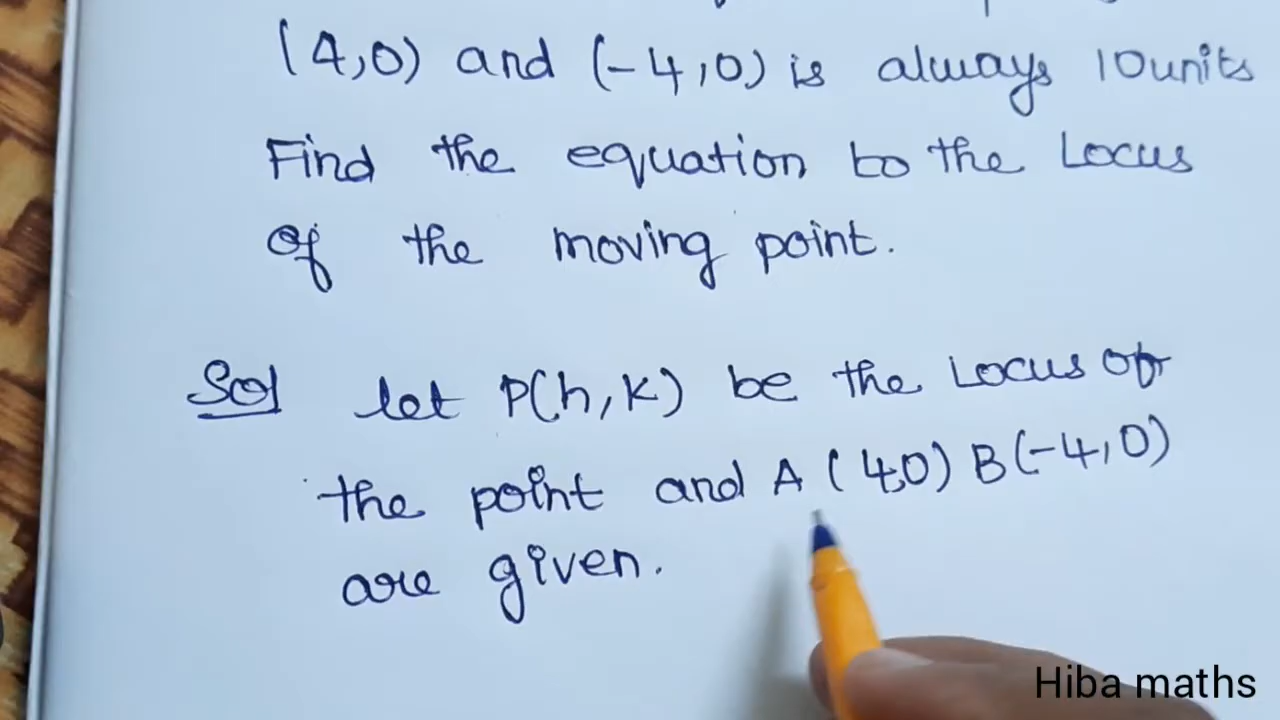 (4,0) and (-4,0) is always 10units
Find the equation to the Locus
of the moving point.
Sol let P(h,k) be the Locus of
the point and A (4,0) B(-4,0)
are given.
Hiba maths